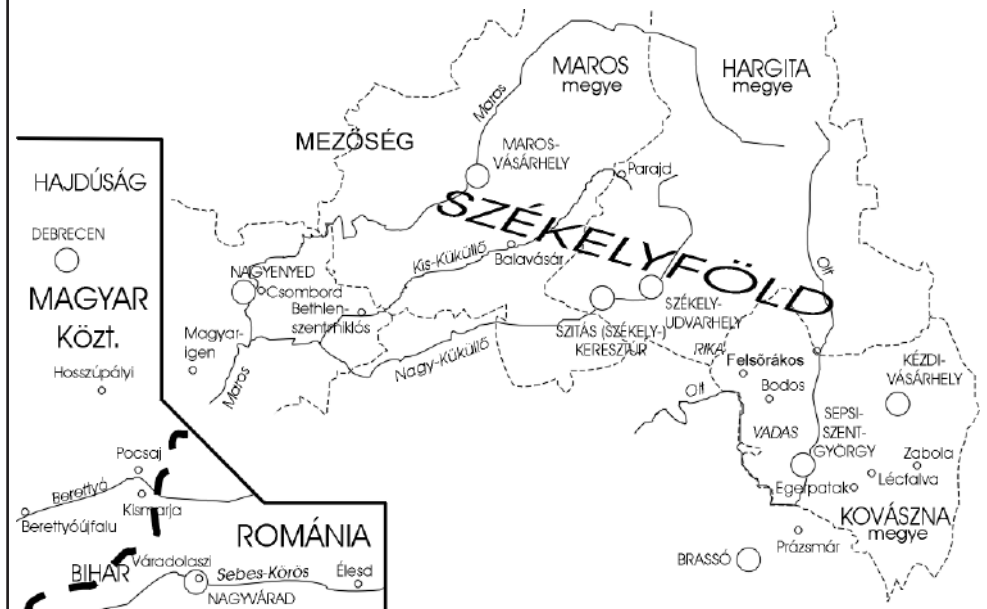 MAROS
megye
HARGITA
megye
Maros
MEZŐSÉG
MAROS-
VÁSÁRHELY
Parajd
SZÉKELYFÖLD
HAJDÚSÁG
DEBRECEN
MAGYAR
Közt.
Hosszúpályi
Pocsaj
Berettyó
Kismarja
Berettyóújfalu
ROMÁNIA
BIHAR
Váradolaszi
Sebes-Körös
Élesd
NAGYVÁRAD
NAGYENYED
Csombord
Bethlen-
szentmiklós
Magyar-
igen
Maros
Kis-Küküllő
Balavásár
Nagy-Küküllő
SZITÁS (SZÉKELY-)
KERESZTÚR
SZÉKELY-
UDVARHELY
Olt
RIKA
Felsőrákos
Bodos
Olt
VADAS
KÉZDI-
VÁSÁRHELY
SEPSI-
SZENT-
GYÖRGY
Zabola
Lécfalva
Egerpatak
KOVÁSZNA
megye
Prázsmár
BRASSÓ